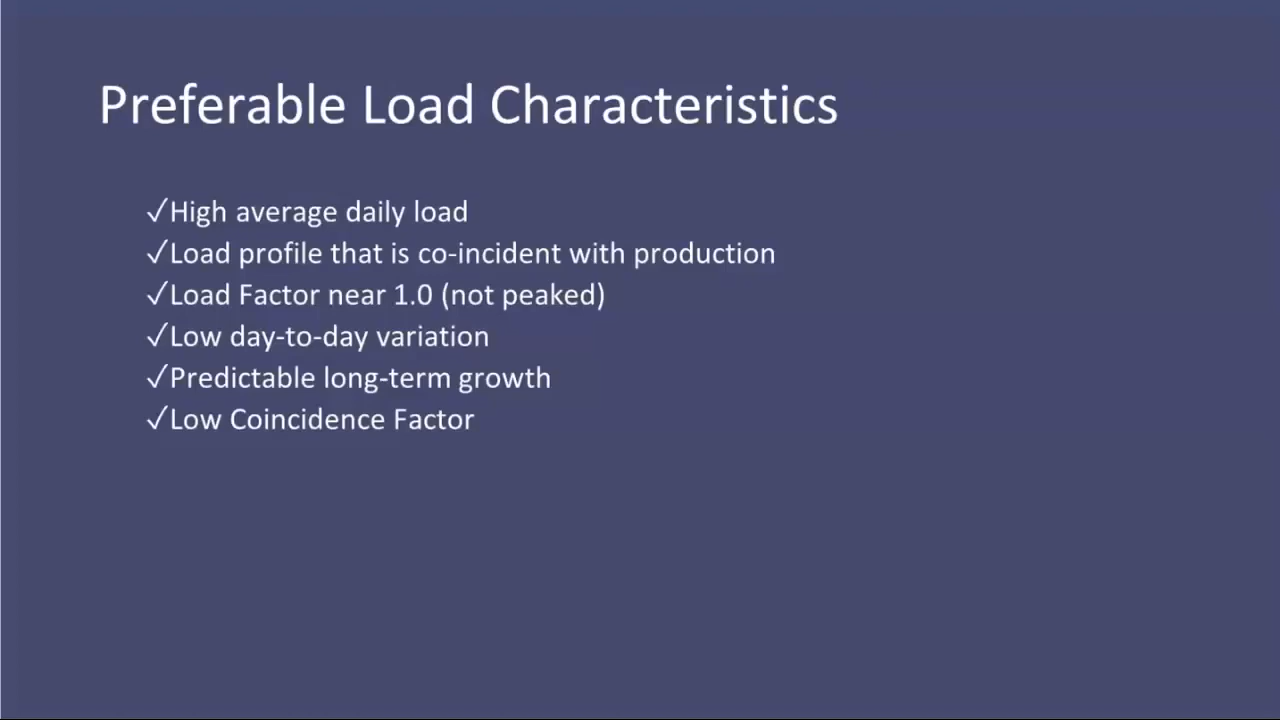 Preferable Load Characteristics
✓High average daily load
✓Load profile that is co-incident with production
✓Load Factor near 1.0 (not peaked)
✓Low day-to-day variation
✓Predictable long-term growth
✓Low Coincidence Factor